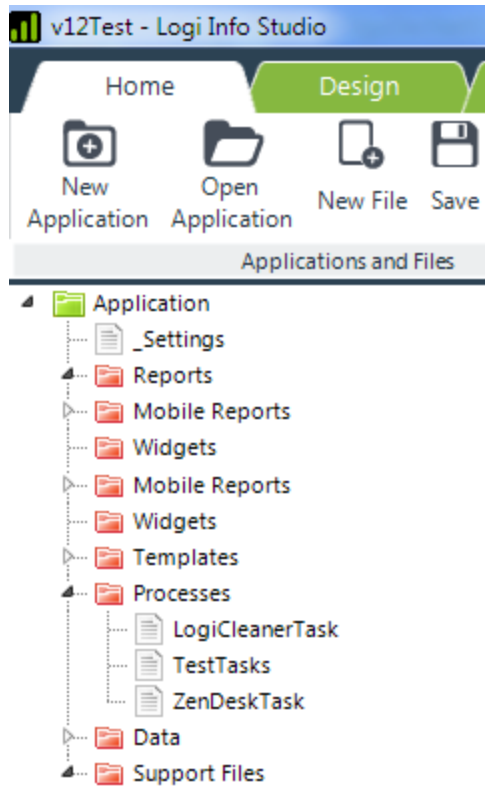 v12Test - Logi Info Studio
Home Design
New Application Open Application New File Save
Applications and Files
Application
_Settings
Reports
Mobile Reports
Widgets
Mobile Reports
Widgets
Templates
Processes
LogiCleanerTask
TestTasks
ZenDeskTask
Data
Support Files